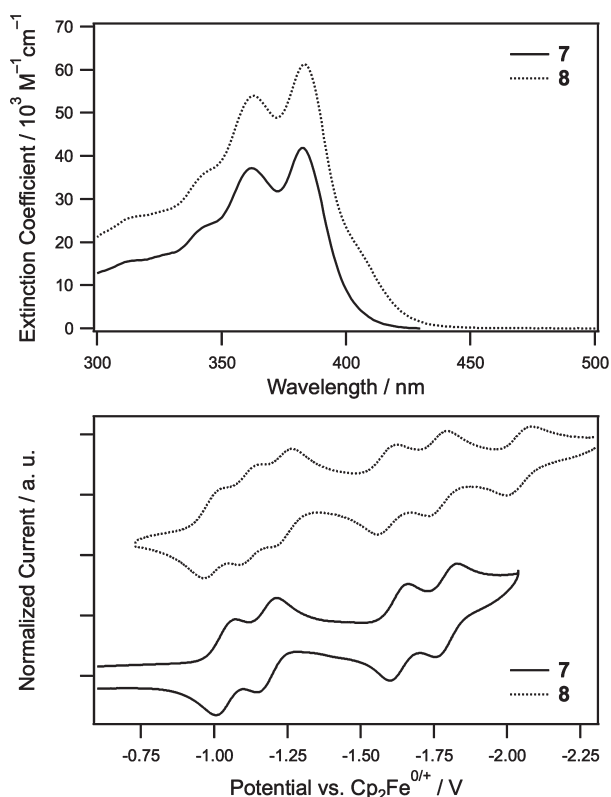 70
60
50
40
30
20
10
0
Extinction Coefficient / 10³ M⁻¹cm⁻¹
7
8
300 350 400 450 500
Wavelength / nm
Normalized Current / a. u.
7
8
-0.75 -1.00 -1.25 -1.50 -1.75 -2.00 -2.25
Potential vs. Cp₂Fe⁰ᐟ⁺ / V